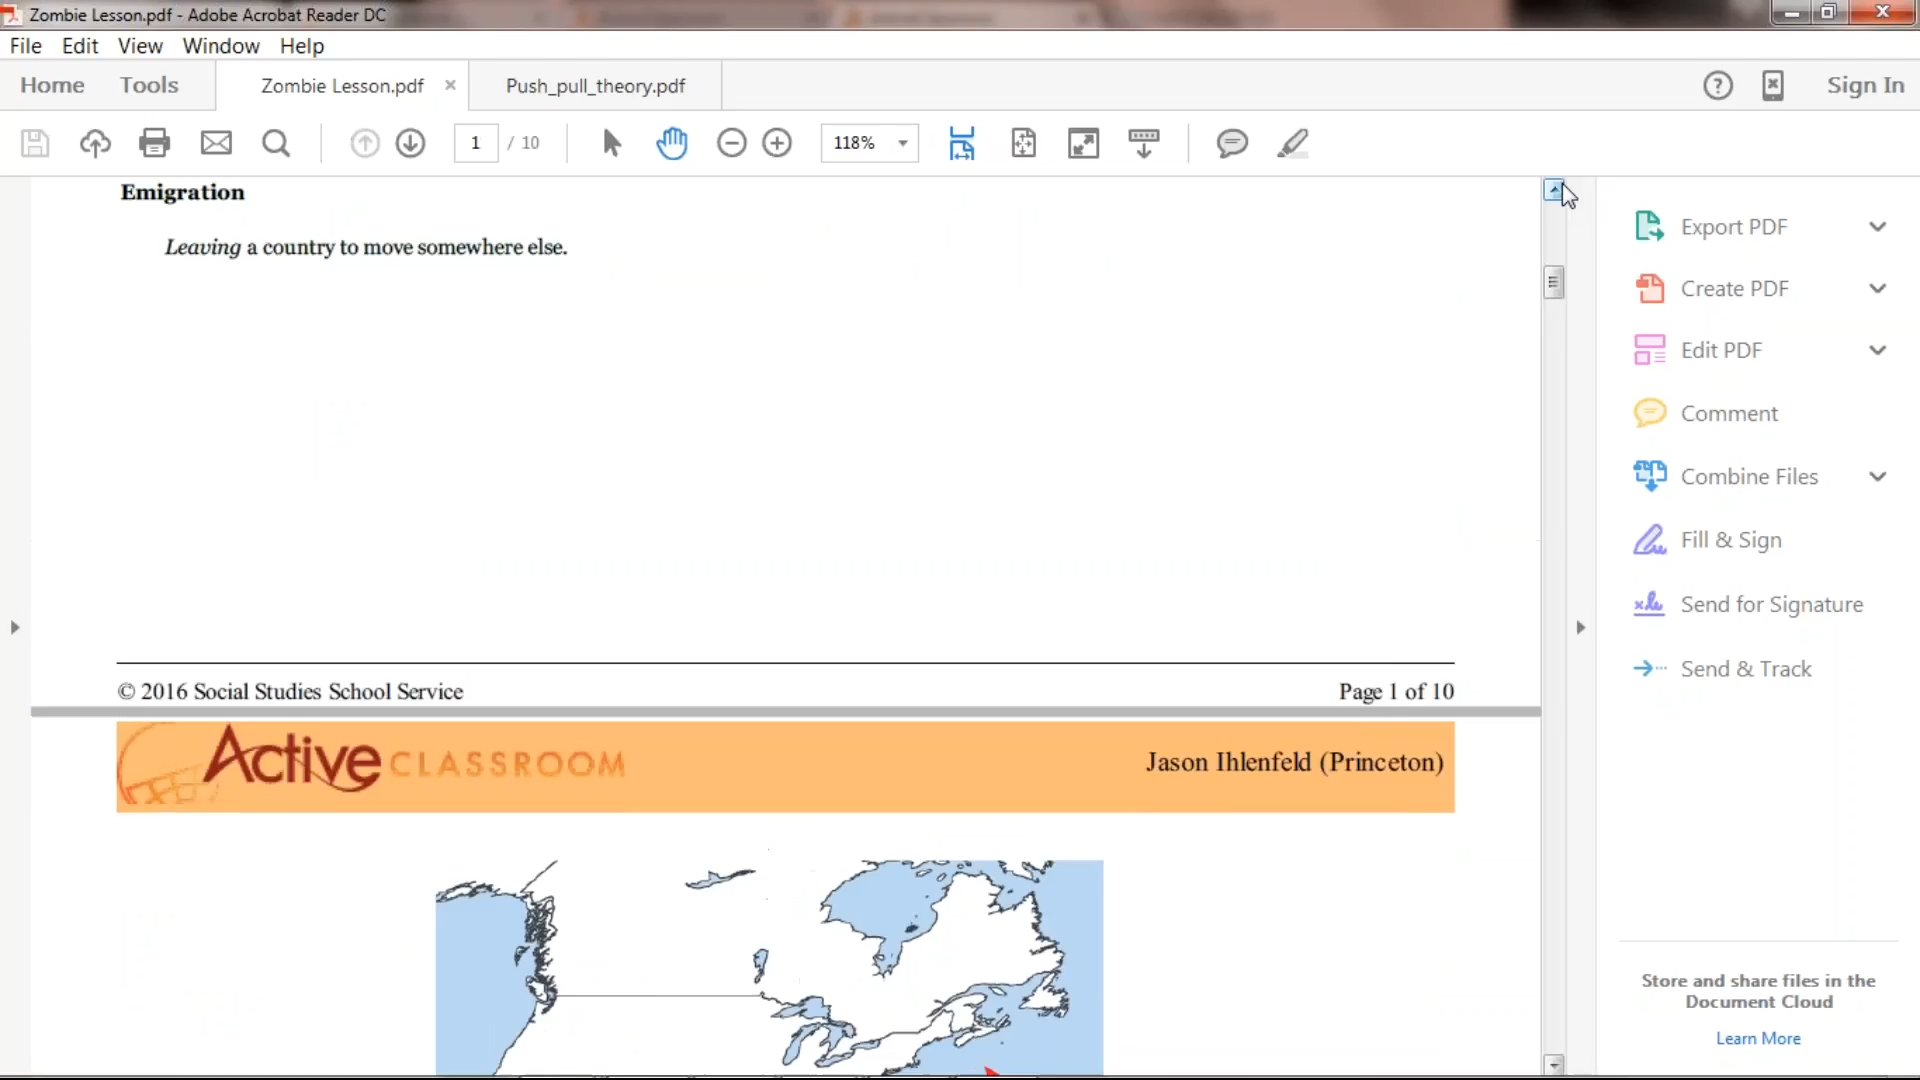 Zombie Lesson.pdf - Adobe Acrobat Reader DC
File Edit View Window Help
Home Tools Zombie Lesson.pdf Push_pull_theory.pdf Sign In
1 / 10 118%
Emigration
Leaving a country to move somewhere else.
© 2016 Social Studies School Service Page 1 of 10
Active CLASSROOM Jason Ihlenfeld (Princeton)
Export PDF
Create PDF
Edit PDF
Comment
Combine Files
Fill & Sign
Send for Signature
Send & Track
Store and share files in the
Document Cloud
Learn More